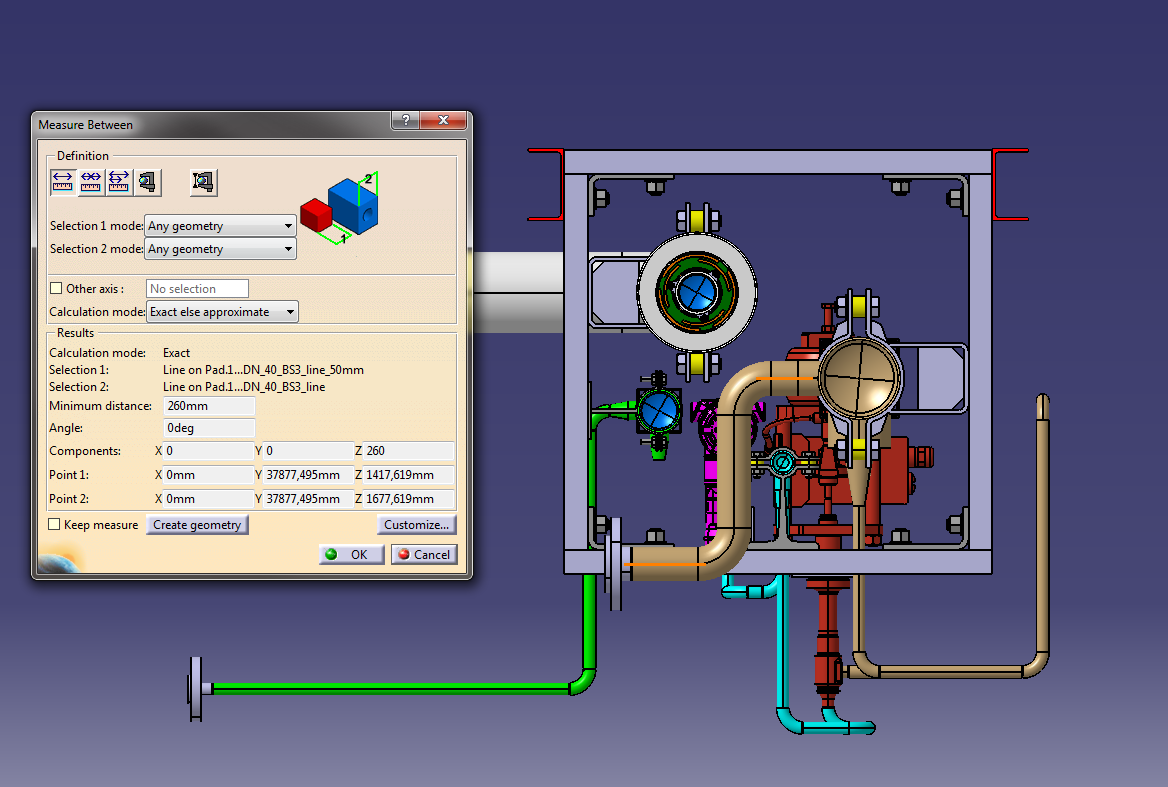 Measure Between
Definition
2
1
Selection 1 mode: Any geometry
Selection 2 mode: Any geometry
Other axis : No selection
Calculation mode: Exact else approximate
Results
Calculation mode: Exact
Selection 1: Line on Pad.1...DN_40_BS3_line_50mm
Selection 2: Line on Pad.1...DN_40_BS3_line
Minimum distance: 260mm
Angle: 0deg
Components: X 0 Y 0 Z 260
Point 1: X 0mm Y 37877,495mm Z 1417,619mm
Point 2: X 0mm Y 37877,495mm Z 1677,619mm
Keep measure Create geometry Customize...
OK Cancel